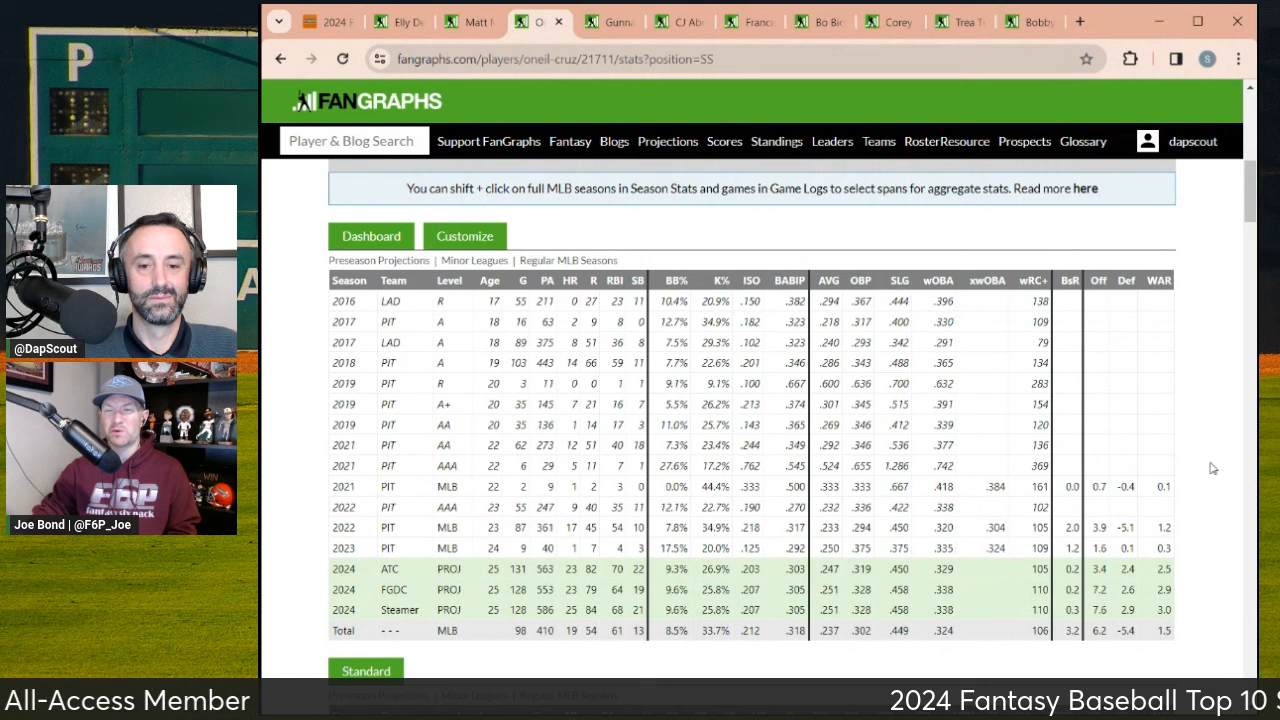 P
2024 F
Elly De
Matt
O
Gunna
CJ Ab
Franc
Bo Bic
Corey
Trea T
Bobby
fangraphs.com/players/oneil-cruz/21711/stats?position=SS
S
FANGRAPHS
Player & Blog Search Support FanGraphs Fantasy Blogs Projections Scores Standings Leaders Teams RosterResource Prospects Glossary dapscout
You can shift + click on full MLB seasons in Season Stats and games in Game Logs to select spans for aggregate stats. Read more here
Dashboard Customize
Preseason Projections | Minor Leagues | Regular MLB Seasons
Season Team Level Age G PA HR R RBI SB BB% K% ISO BABIP AVG OBP SLG wOBA xwOBA wRC+ BsR Off Def WAR
2016 LAD R 17 55 211 0 27 23 11 10.4% 20.9% .150 .382 .294 .367 .444 .396 138
2017 PIT A 18 16 63 2 9 8 0 12.7% 34.9% .182 .323 .218 .317 .400 .330 109
2017 LAD A 18 89 375 8 51 36 8 7.5% 29.3% .102 .323 .240 .293 .342 .291 79
2018 PIT A 19 103 443 14 66 59 11 7.7% 22.6% .201 .346 .286 .343 .488 .365 134
2019 PIT R 20 3 11 0 0 1 1 9.1% 9.1% .100 .667 .600 .636 .700 .632 283
2019 PIT A+ 20 35 145 7 21 16 7 5.5% 26.2% .213 .374 .301 .345 .515 .391 154
2019 PIT AA 20 35 136 1 14 17 3 11.0% 25.7% .143 .365 .269 .346 .412 .339 120
2021 PIT AA 22 62 273 12 51 40 18 7.3% 23.4% .244 .349 .292 .346 .536 .377 136
2021 PIT AAA 22 6 29 5 11 7 1 27.6% 17.2% .762 .545 .524 .655 1.286 .742 369
2021 PIT MLB 22 2 9 1 2 3 0 0.0% 44.4% .333 .500 .333 .333 .667 .418 .384 161 0.0 0.7 -0.4 0.1
2022 PIT AAA 23 55 247 9 40 35 11 12.1% 22.7% .190 .270 .232 .336 .422 .338 102
2022 PIT MLB 23 87 361 17 45 54 10 7.8% 34.9% .218 .317 .233 .294 .450 .320 .304 105 2.0 3.9 -5.1 1.2
2023 PIT MLB 24 9 40 1 7 4 3 17.5% 20.0% .125 .292 .250 .375 .375 .335 .324 109 1.2 1.6 0.1 0.3
2024 ATC PROJ 25 131 563 23 82 70 22 9.3% 26.9% .203 .303 .247 .319 .450 .329 105 0.2 3.4 2.4 2.5
2024 FGDC PROJ 25 128 553 23 79 64 19 9.6% 25.8% .207 .305 .251 .328 .458 .338 110 0.2 7.2 2.6 2.9
2024 Steamer PROJ 25 128 586 25 84 68 21 9.6% 25.8% .207 .305 .251 .328 .458 .338 110 0.3 7.6 2.9 3.0
Total - - - MLB 98 410 19 54 61 13 8.5% 33.7% .212 .318 .237 .302 .449 .324 106 3.2 6.2 -5.4 1.5
Standard
Preseason Projections | Minor Leagues | Regular MLB Seasons
@DapScout
Joe Bond | @F6P_Joe
All-Access Member
2024 Fantasy Baseball Top 10 S